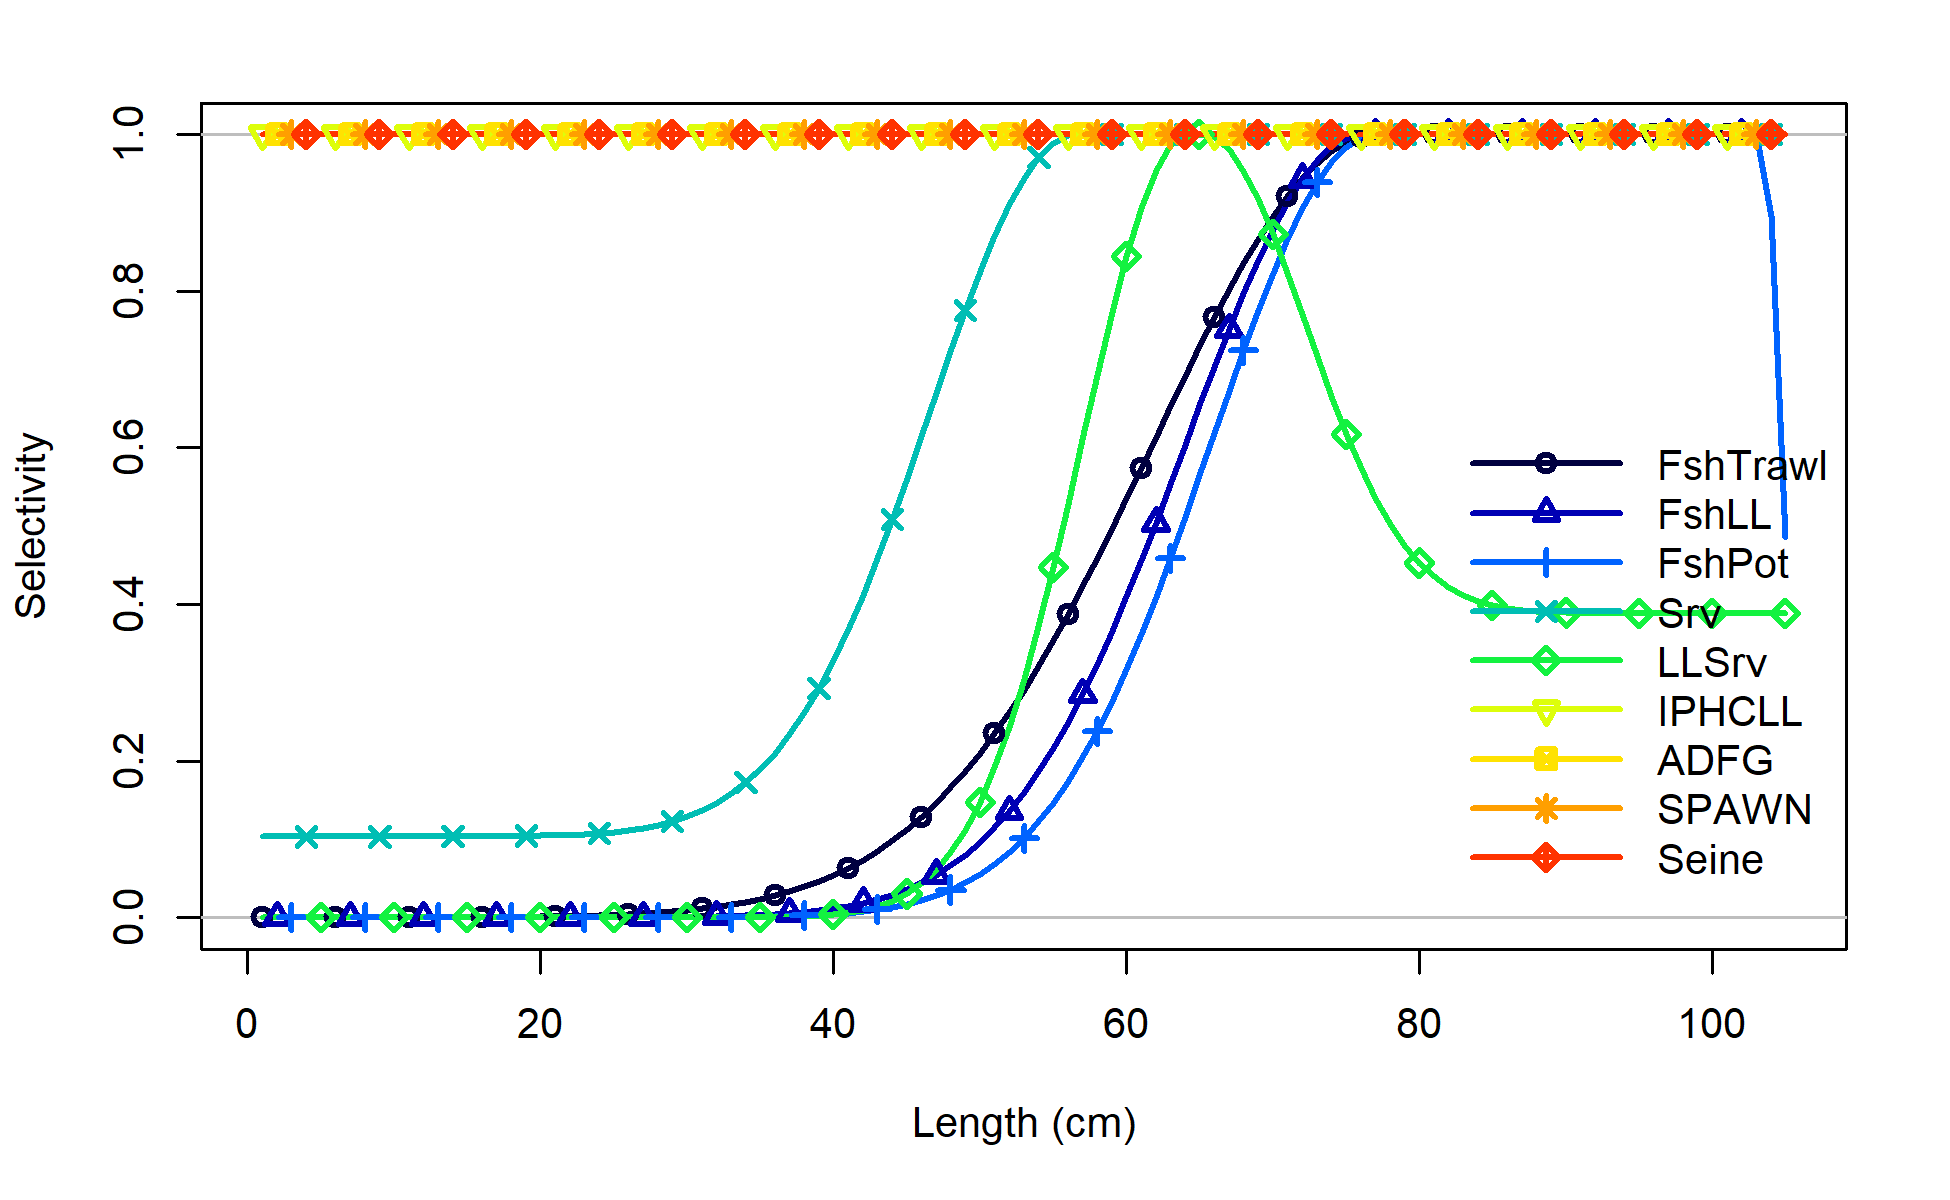 Selectivity
1.0
0.8
0.6
0.4
0.2
0.0
FshTrawl
FshLL
FshPot
Srv
LLSrv
IPHCLL
ADFG
SPAWN
Seine
0 20 40 60 80 100
Length (cm)